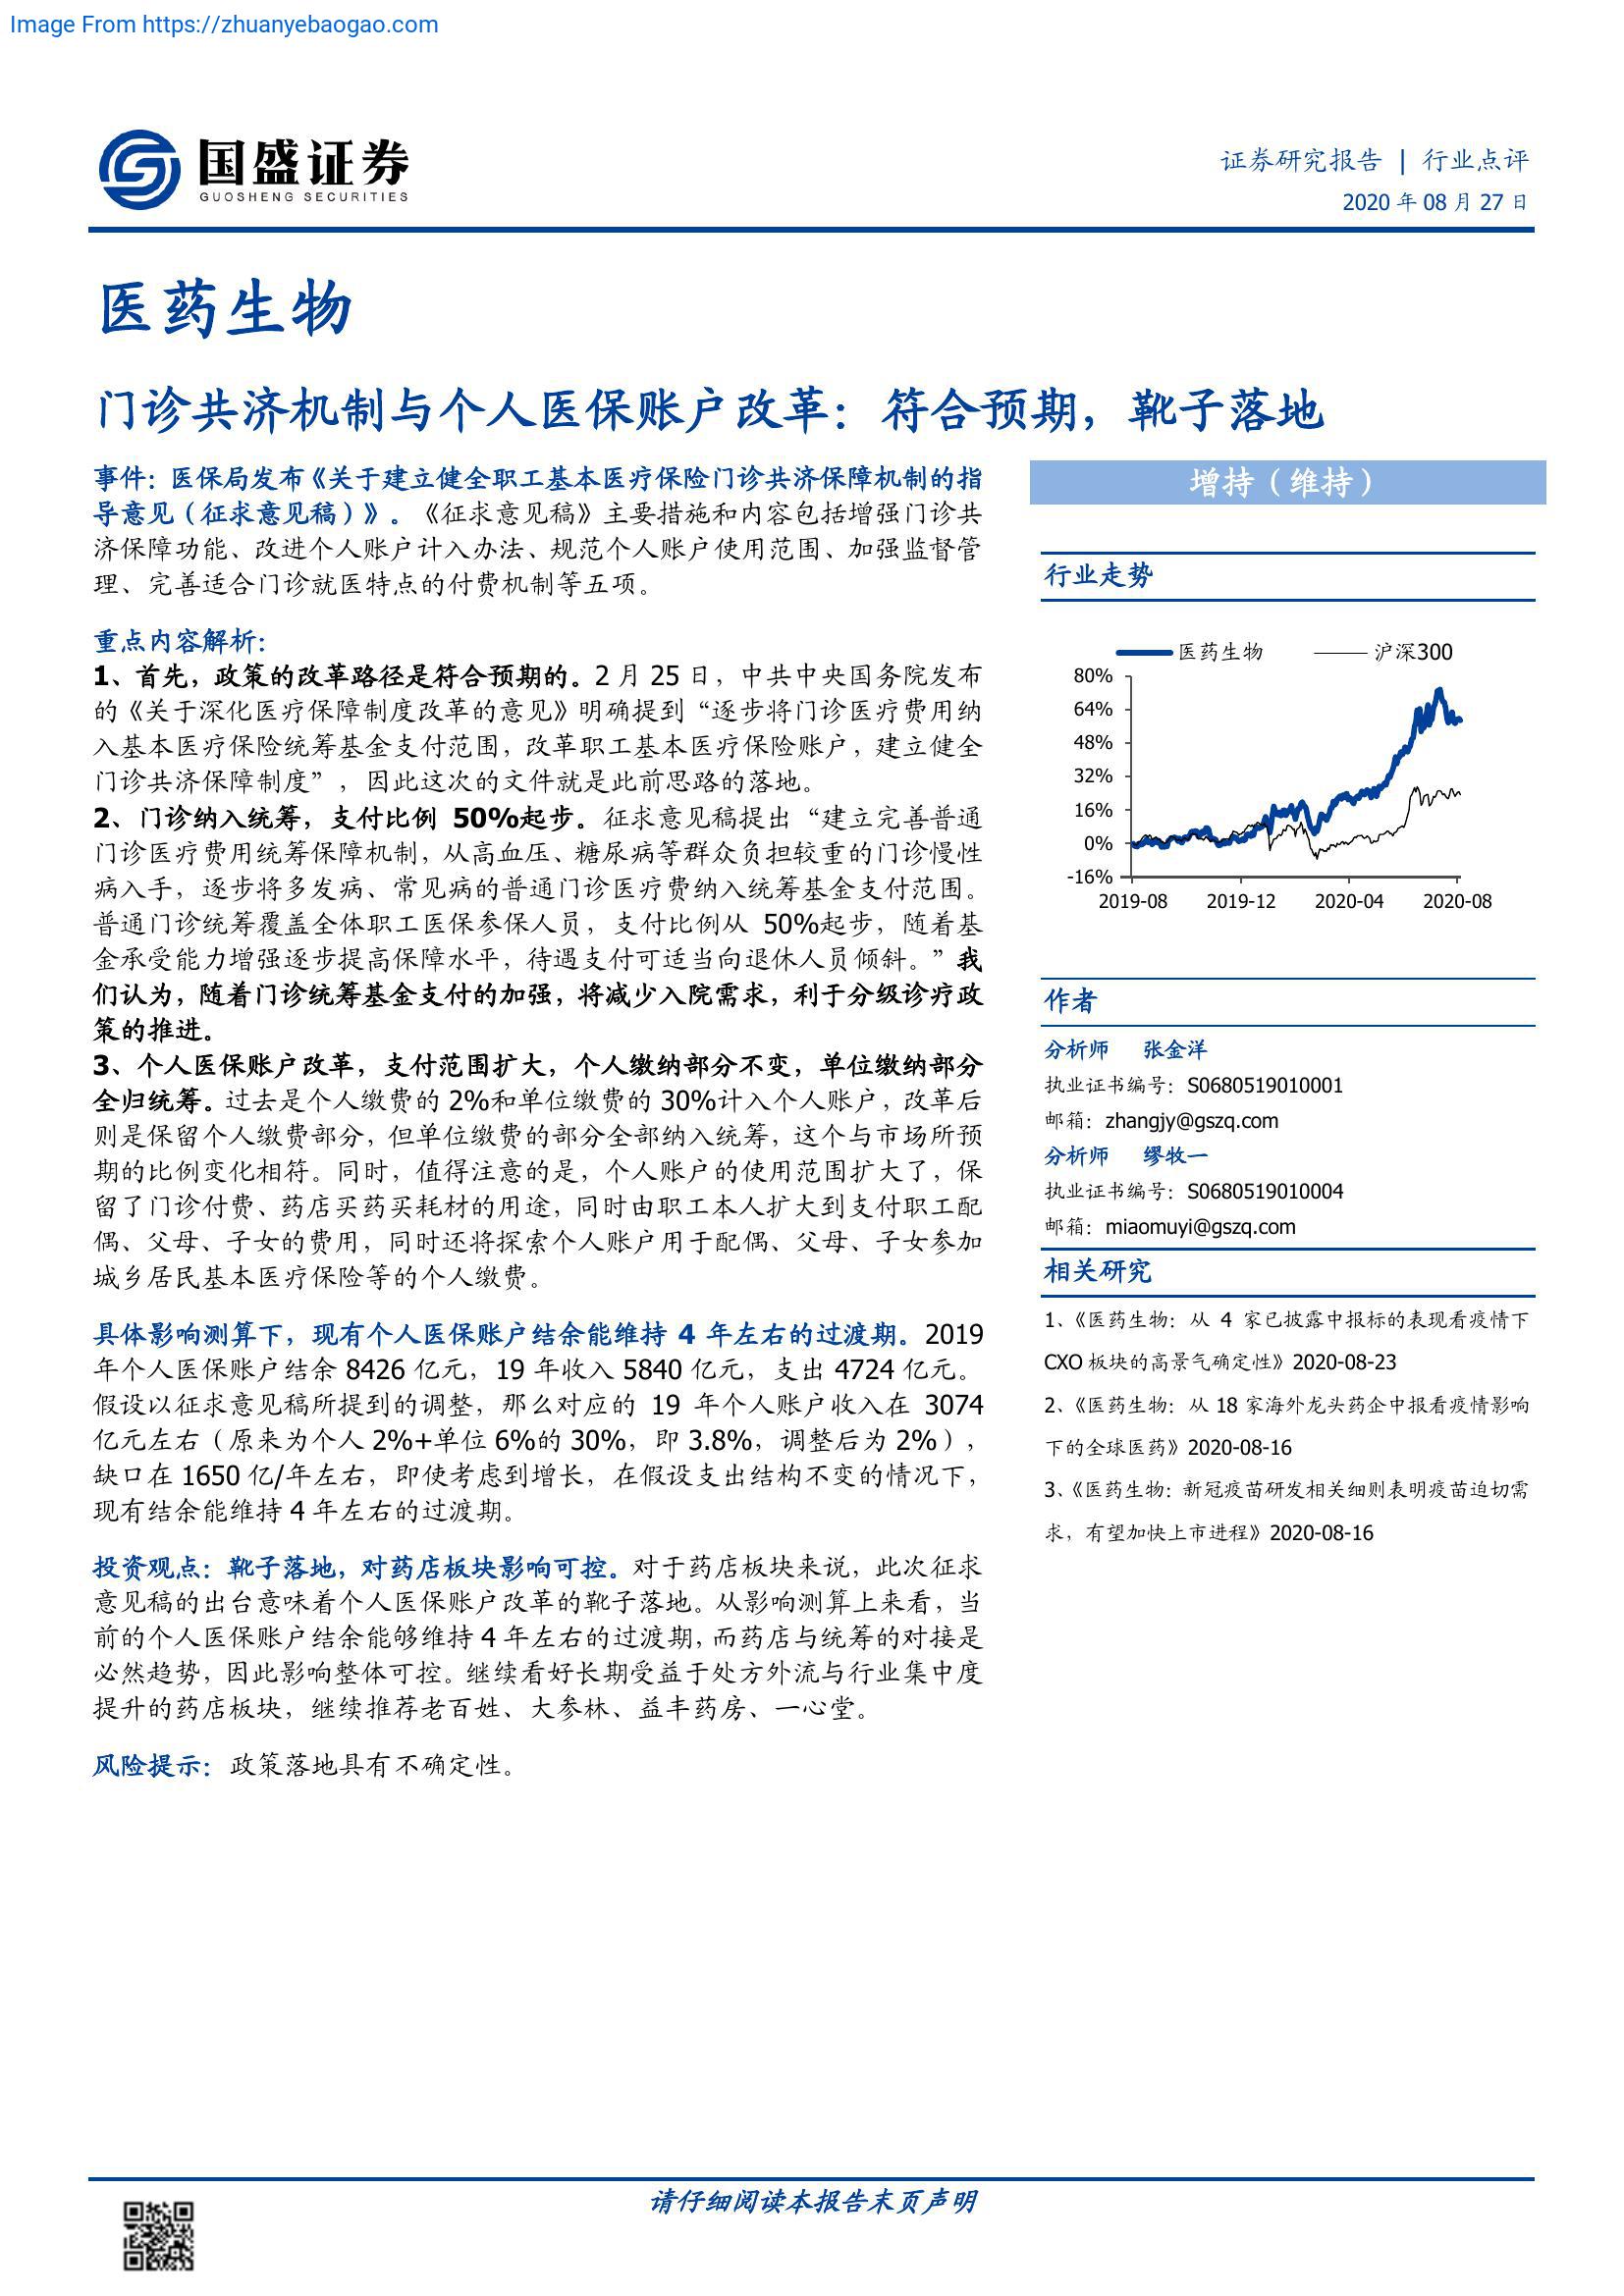 Image From https://zhuanyebaogao.com
国盛证券
GUOSHENG SECURITIES
证券研究报告 | 行业点评
2020 年 08 月 27 日
医药生物
门诊共济机制与个人医保账户改革：符合预期，靴子落地
事件：医保局发布《关于建立健全职工基本医疗保险门诊共济保障机制的指
导意见（征求意见稿）》。《征求意见稿》主要措施和内容包括增强门诊共
济保障功能、改进个人账户计入办法、规范个人账户使用范围、加强监督管
理、完善适合门诊就医特点的付费机制等五项。
重点内容解析：
1、首先，政策的改革路径是符合预期的。2 月 25 日，中共中央国务院发布
的《关于深化医疗保障制度改革的意见》明确提到“逐步将门诊医疗费用纳
入基本医疗保险统筹基金支付范围，改革职工基本医疗保险账户，建立健全
门诊共济保障制度”，因此这次的文件就是此前思路的落地。
2、门诊纳入统筹，支付比例 50%起步。征求意见稿提出“建立完善普通
门诊医疗费用统筹保障机制，从高血压、糖尿病等群众负担较重的门诊慢性
病入手，逐步将多发病、常见病的普通门诊医疗费纳入统筹基金支付范围。
普通门诊统筹覆盖全体职工医保参保人员，支付比例从 50%起步，随着基
金承受能力增强逐步提高保障水平，待遇支付可适当向退休人员倾斜。”我
们认为，随着门诊统筹基金支付的加强，将减少入院需求，利于分级诊疗政
策的推进。
3、个人医保账户改革，支付范围扩大，个人缴纳部分不变，单位缴纳部分
全归统筹。过去是个人缴费的 2%和单位缴费的 30%计入个人账户，改革后
则是保留个人缴费部分，但单位缴费的部分全部纳入统筹，这个与市场所预
期的比例变化相符。同时，值得注意的是，个人账户的使用范围扩大了，保
留了门诊付费、药店买药买耗材的用途，同时由职工本人扩大到支付职工配
偶、父母、子女的费用，同时还将探索个人账户用于配偶、父母、子女参加
城乡居民基本医疗保险等的个人缴费。
具体影响测算下，现有个人医保账户结余能维持 4 年左右的过渡期。2019
年个人医保账户结余 8426 亿元，19 年收入 5840 亿元，支出 4724 亿元。
假设以征求意见稿所提到的调整，那么对应的 19 年个人账户收入在 3074
亿元左右（原来为个人 2%+单位 6%的 30%，即 3.8%，调整后为 2%），
缺口在 1650 亿/年左右，即使考虑到增长，在假设支出结构不变的情况下，
现有结余能维持 4 年左右的过渡期。
投资观点：靴子落地，对药店板块影响可控。对于药店板块来说，此次征求
意见稿的出台意味着个人医保账户改革的靴子落地。从影响测算上来看，当
前的个人医保账户结余能够维持 4 年左右的过渡期，而药店与统筹的对接是
必然趋势，因此影响整体可控。继续看好长期受益于处方外流与行业集中度
提升的药店板块，继续推荐老百姓、大参林、益丰药房、一心堂。
风险提示：政策落地具有不确定性。
增持（维持）
行业走势
医药生物 沪深300
80%
64%
48%
32%
16%
0%
-16%
2019-08 2019-12 2020-04 2020-08
作者
分析师 张金洋
执业证书编号：S0680519010001
邮箱：zhangjy@gszq.com
分析师 缪牧一
执业证书编号：S0680519010004
邮箱：miaomuyi@gszq.com
相关研究
1、《医药生物：从 4 家已披露中报标的表现看疫情下
CXO 板块的高景气确定性》2020-08-23
2、《医药生物：从 18 家海外龙头药企中报看疫情影响
下的全球医药》2020-08-16
3、《医药生物：新冠疫苗研发相关细则表明疫苗迫切需
求，有望加快上市进程》2020-08-16
请仔细阅读本报告末页声明